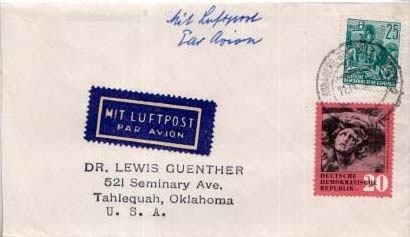 Mit Luftpost
Par Avion
25
MIT LUFTPOST
PAR AVION
DR. LEWIS GUENTHER
521 Seminary Ave.
Tahlequah, Oklahoma
U. S. A.
DEUTSCHE
DEMOKRATISCHE
REPUBLIK
20